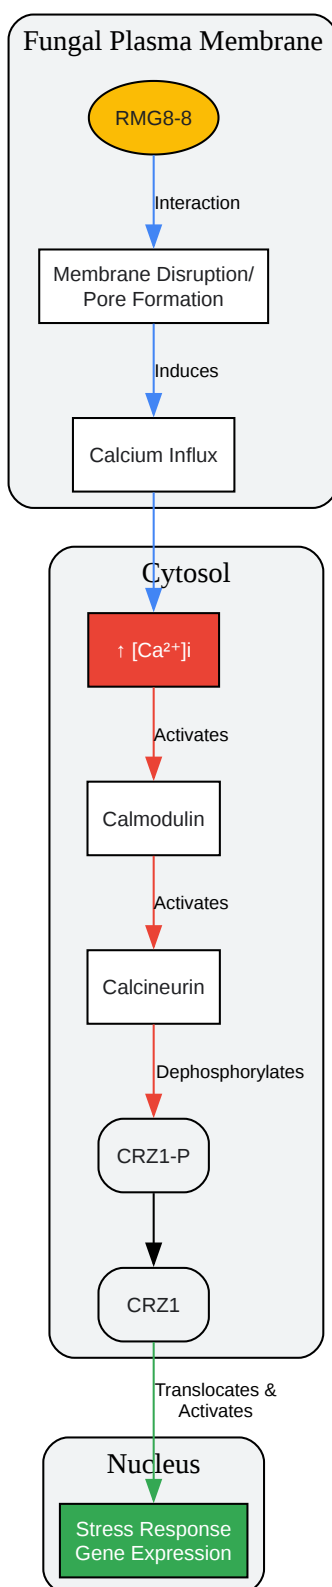 Fungal Plasma Membrane
RMG8-8
Interaction
Membrane Disruption/
Pore Formation
Induces
Calcium Influx
Cytosol
↑ [Ca²⁺]i
Activates
Calmodulin
Activates
Calcineurin
Dephosphorylates
CRZ1-P
CRZ1
Translocates &
Activates
Nucleus
Stress Response
Gene Expression